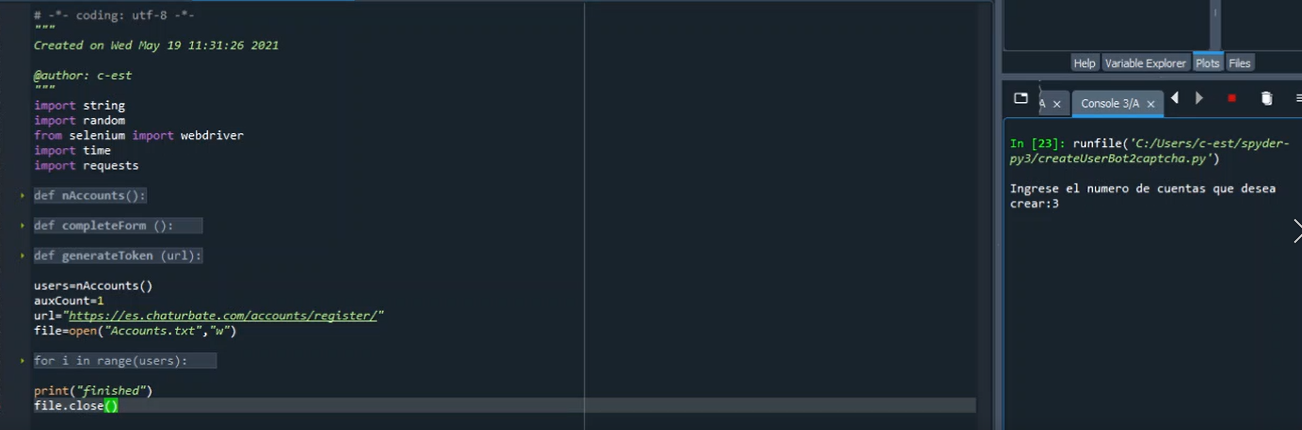 # -*- coding: utf-8 -*-
"""
Created on Wed May 19 11:31:26 2021
@author: c-est
"""
import string
import random
from selenium import webdriver
import time
import requests
def nAccounts():
def completeForm ():
def generateToken (url):
users=nAccounts()
auxCount=1
url="https://es.chaturbate.com/accounts/register/"
file=open("Accounts.txt","w")
for i in range(users):
print("finished")
file.close()
Help Variable Explorer Plots Files
A Console 3/A
In [23]: runfile('C:/Users/c-est/spyder-
py3/createUserBot2captcha.py')
Ingrese el numero de cuentas que desea
crear:3